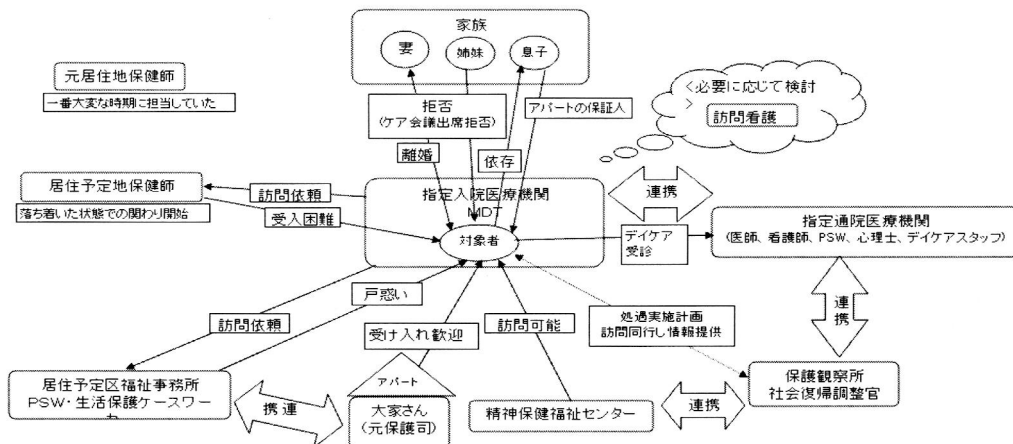 家族
妻
姉妹
息子
元居住地保健師
一番大変な時期に担当していた
拒否
(ケア会議出席拒否)
アパートの保証人
<必要に応じて検討
>
訪問看護
離婚
依存
居住予定地保健師
落ち着いた状態での関わり開始
訪問依頼
受入困難
指定入院医療機関
MDT
対象者
連携
デイケア
受診
指定通院医療機関
(医師、看護師、PSW、心理士、デイケアスタッフ)
連携
訪問依頼
戸惑い
受け入れ歓迎
訪問可能
処遇実施計画
訪問同行し情報提供
居住予定区福祉事務所
PSW・生活保護ケースワー
携連
アパート
大家さん
(元保護司)
精神保健福祉センター
連携
保護観察所
社会復帰調整官